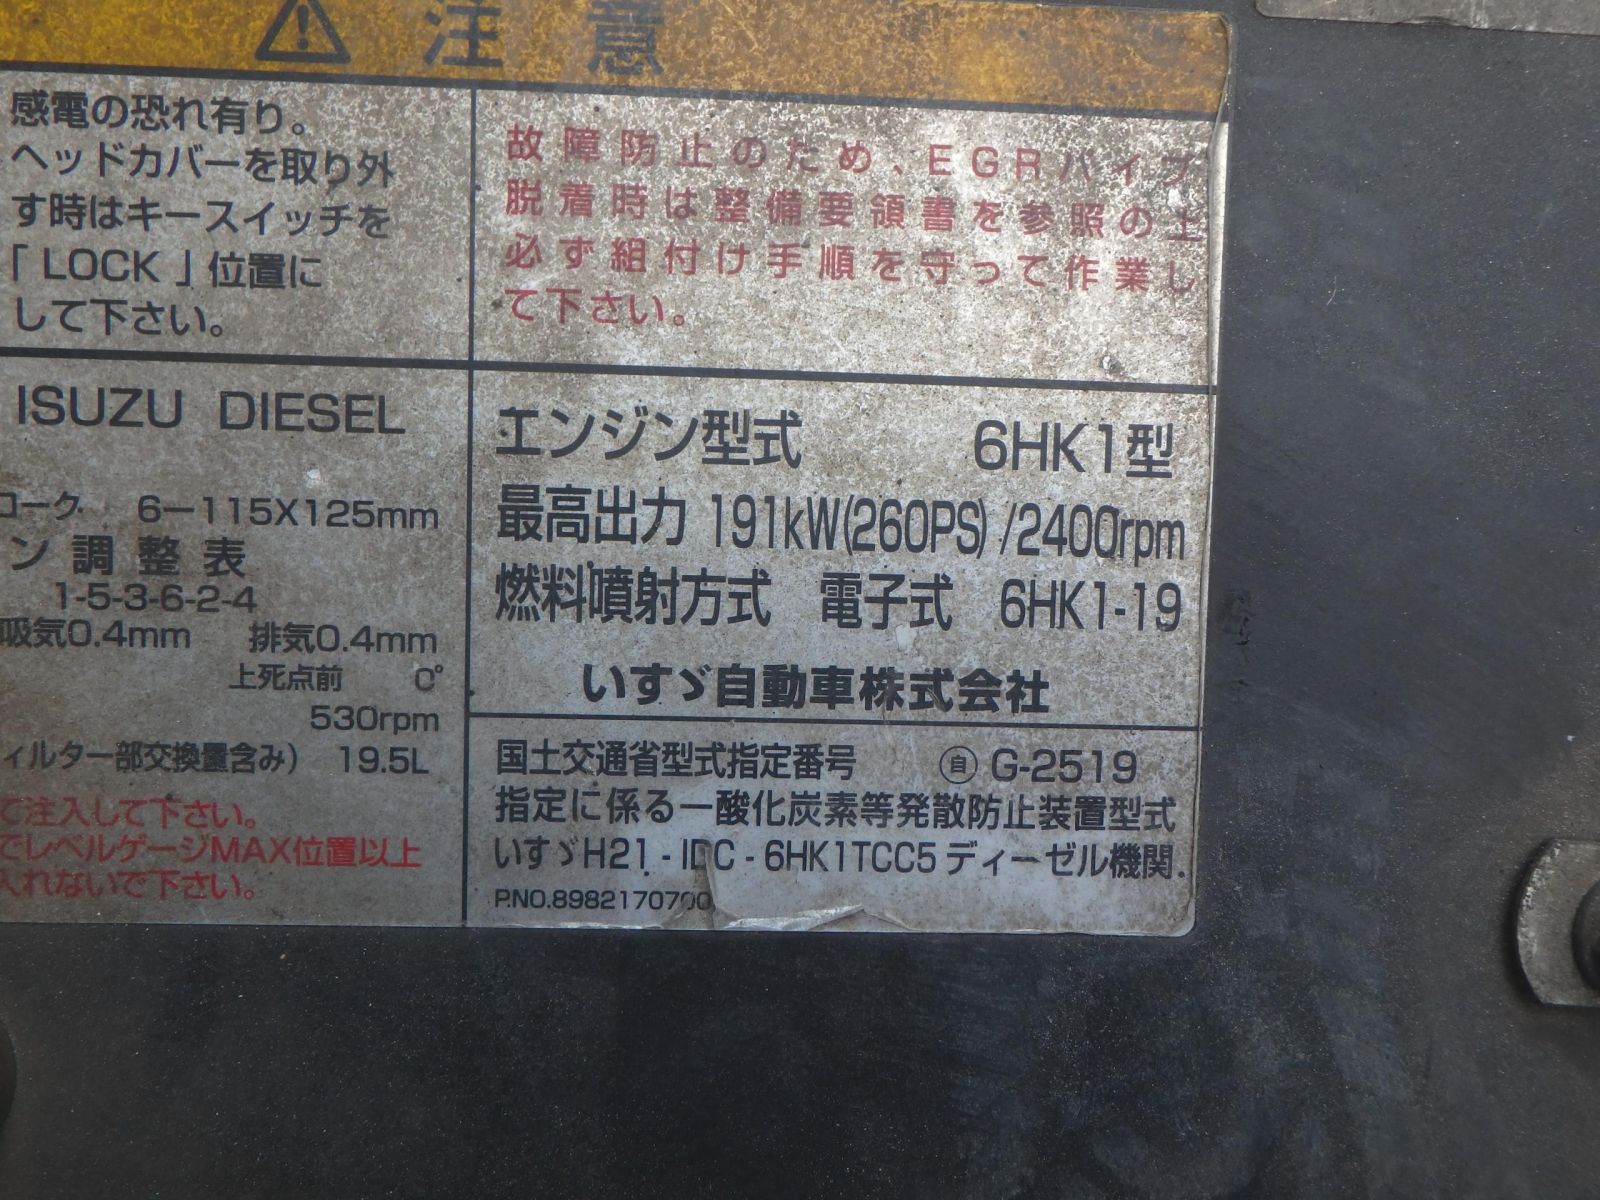 注意
感電の恐れ有り。
ヘッドカバーを取り外
す時はキースイッチを
「LOCK」位置に
して下さい。
故障防止のため、EGRパイプ
脱着時は整備要領書を参照の上
必ず組付け手順を守って作業し
て下さい。
ISUZU DIESEL
ローク 6－115X125mm
ン調整表
1-5-3-6-2-4
吸気0.4mm 排気0.4mm
上死点前 0°
530rpm
ィルター部交換量含み) 19.5L
て注入して下さい。
でレベルゲージMAX位置以上
入れないで下さい。
エンジン型式 6HK1型
最高出力 191kW(260PS)/2400rpm
燃料噴射方式 電子式 6HK1-19
いすゞ自動車株式会社
国土交通省型式指定番号 ㊐ G-2519
指定に係る一酸化炭素等発散防止装置型式
いすゞH21-IDC-6HK1TCC5ディーゼル機関.
P.NO.8982170700